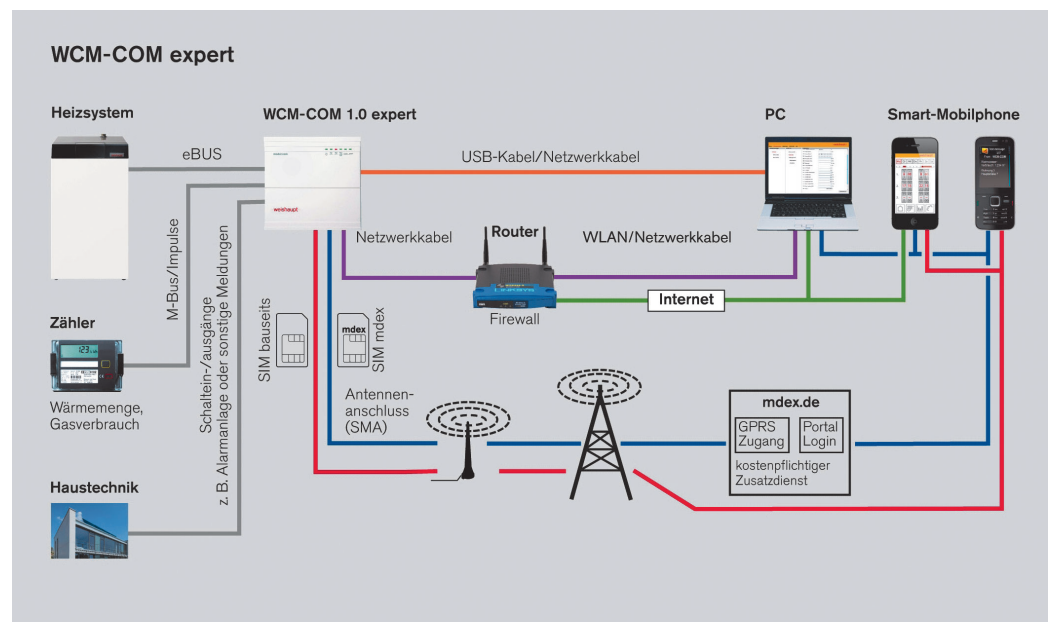 WCM-COM expert
Heizsystem
WCM-COM 1.0 expert
PC
Smart-Mobilphone
eBUS
USB-Kabel/Netzwerkkabel
weishaupt
M-Bus/Impulse
Schaltein-/ausgänge
z. B. Alarmanlage oder sonstige Meldungen
Netzwerkkabel
Router
WLAN/Netzwerkkabel
Internet
Firewall
Zähler
123
Wärmemenge,
Gasverbrauch
SIM bauseits
mdex
SIM mdex
Antennen-
anschluss
(SMA)
mdex.de
GPRS
Zugang
Portal
Login
kostenpflichtiger
Zusatzdienst
Haustechnik